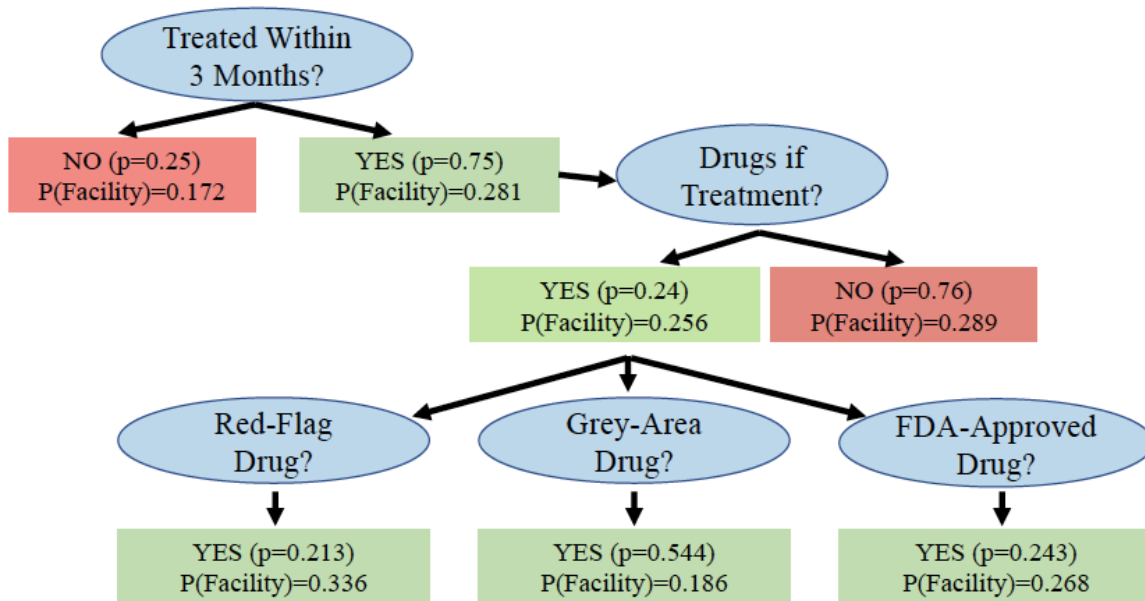 Treated Within
3 Months?
NO (p=0.25)
P(Facility)=0.172
YES (p=0.75)
P(Facility)=0.281
Drugs if
Treatment?
YES (p=0.24)
P(Facility)=0.256
NO (p=0.76)
P(Facility)=0.289
Red-Flag
Drug?
Grey-Area
Drug?
FDA-Approved
Drug?
YES (p=0.213)
P(Facility)=0.336
YES (p=0.544)
P(Facility)=0.186
YES (p=0.243)
P(Facility)=0.268